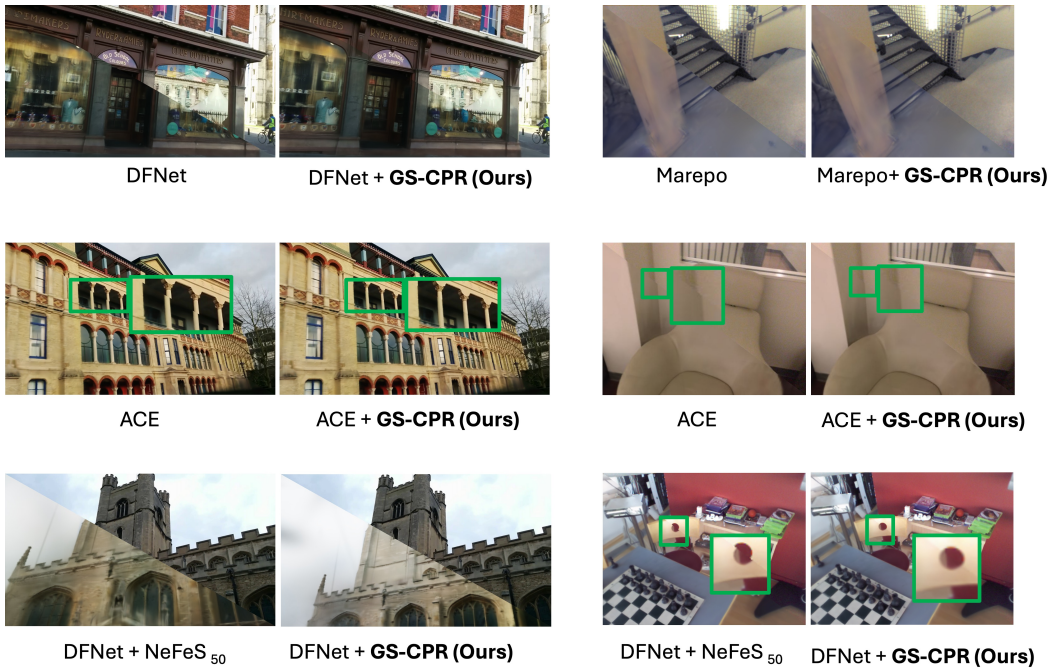 DFNet
DFNet + GS-CPR (Ours)
Marepo
Marepo+ GS-CPR (Ours)
ACE
ACE + GS-CPR (Ours)
ACE
ACE + GS-CPR (Ours)
DFNet + NeFeS 50
DFNet + GS-CPR (Ours)
DFNet + NeFeS 50
DFNet + GS-CPR (Ours)